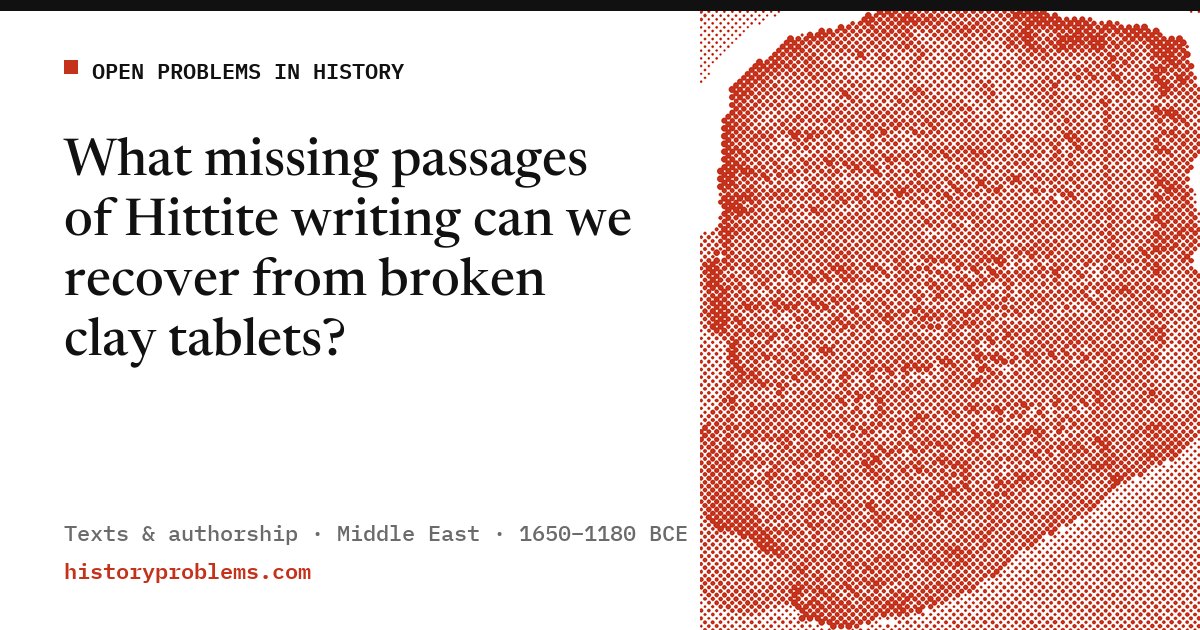 OPEN PROBLEMS IN HISTORY
What missing passages
of Hittite writing can we
recover from broken
clay tablets?
Texts & authorship · Middle East · 1650–1180 BCE
historyproblems.com